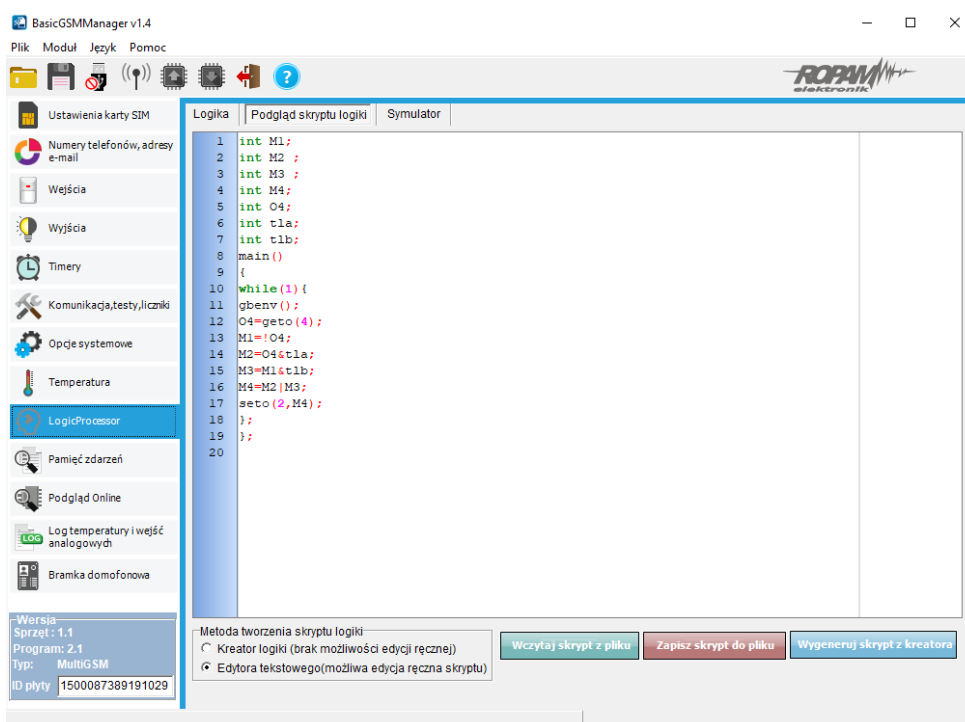 BasicGSMManager v1.4
Plik Moduł Język Pomoc
ROPAM
elektronik
Ustawienia karty SIM
Numery telefonów, adresy
e-mail
Wejścia
Wyjścia
Timery
Komunikacja,testy,liczniki
Opcje systemowe
Temperatura
LogicProcessor
Pamięć zdarzeń
Podgląd Online
LOG
Log temperatury i wejść
analogowych
Bramka domofonowa
Wersja
Sprzęt : 1.1
Program: 2.1
Typ: MultiGSM
ID płyty 1500087389191029
Logika Podgląd skryptu logiki Symulator
1 int M1;
2 int M2 ;
3 int M3 ;
4 int M4;
5 int O4;
6 int t1a;
7 int t1b;
8 main()
9 {
10 while(1){
11 gbenv();
12 O4=geto(4);
13 M1=!O4;
14 M2=O4&t1a;
15 M3=M1&t1b;
16 M4=M2|M3;
17 seto(2,M4);
18 };
19 };
20
Metoda tworzenia skryptu logiki
Kreator logiki (brak możliwości edycji ręcznej)
Edytora tekstowego(możliwa edycja ręczna skryptu)
Wczytaj skrypt z pliku
Zapisz skrypt do pliku
Wygeneruj skrypt z kreatora